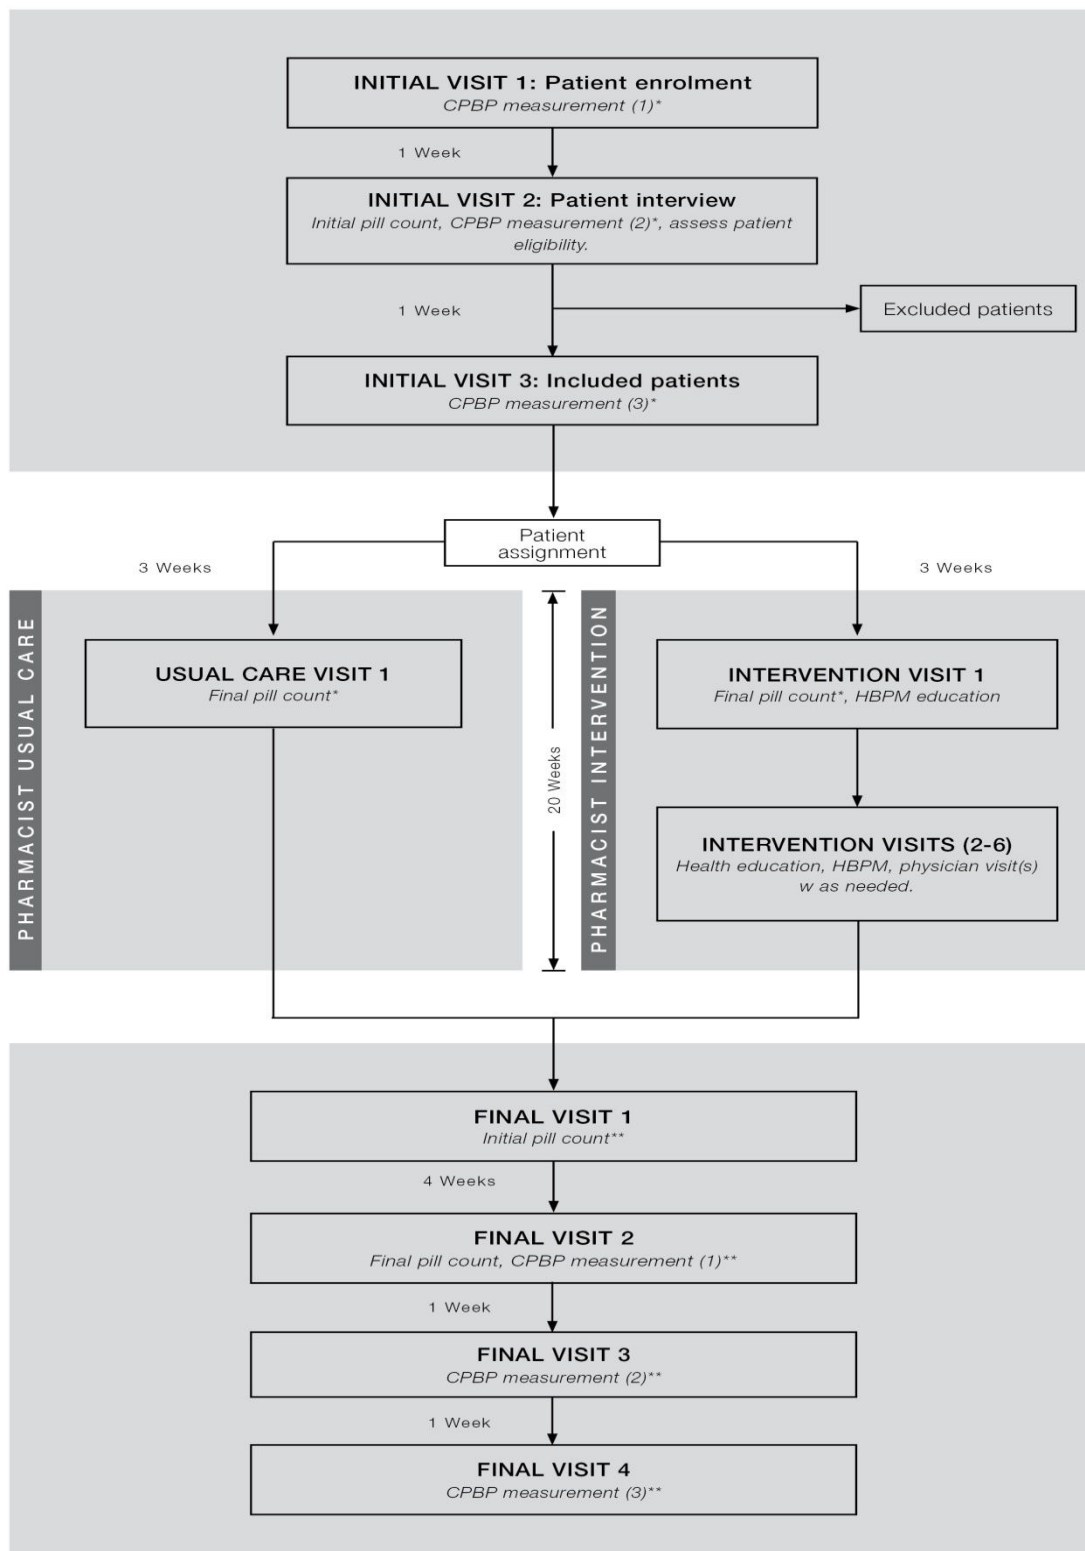 INITIAL VISIT 1: Patient enrolment
CPBP measurement (1)*
1 Week
INITIAL VISIT 2: Patient interview
Initial pill count, CPBP measurement (2)*, assess patient
eligibility.
1 Week
Excluded patients
INITIAL VISIT 3: Included patients
CPBP measurement (3)*
Patient
assignment
3 Weeks
3 Weeks
PHARMACIST USUAL CARE
USUAL CARE VISIT 1
Final pill count*
20 Weeks
PHARMACIST INTERVENTION
INTERVENTION VISIT 1
Final pill count*, HBPM education
INTERVENTION VISITS (2-6)
Health education, HBPM, physician visit(s)
w as needed.
FINAL VISIT 1
Initial pill count**
4 Weeks
FINAL VISIT 2
Final pill count, CPBP measurement (1)**
1 Week
FINAL VISIT 3
CPBP measurement (2)**
1 Week
FINAL VISIT 4
CPBP measurement (3)**